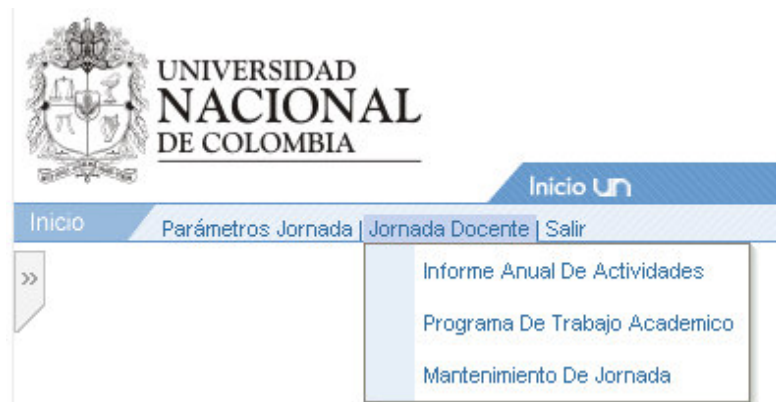 UNIVERSIDAD
NACIONAL
DE COLOMBIA
Inicio un
Inicio
Parámetros Jornada | Jornada Docente | Salir
»
Informe Anual De Actividades
Programa De Trabajo Academico
Mantenimiento De Jornada